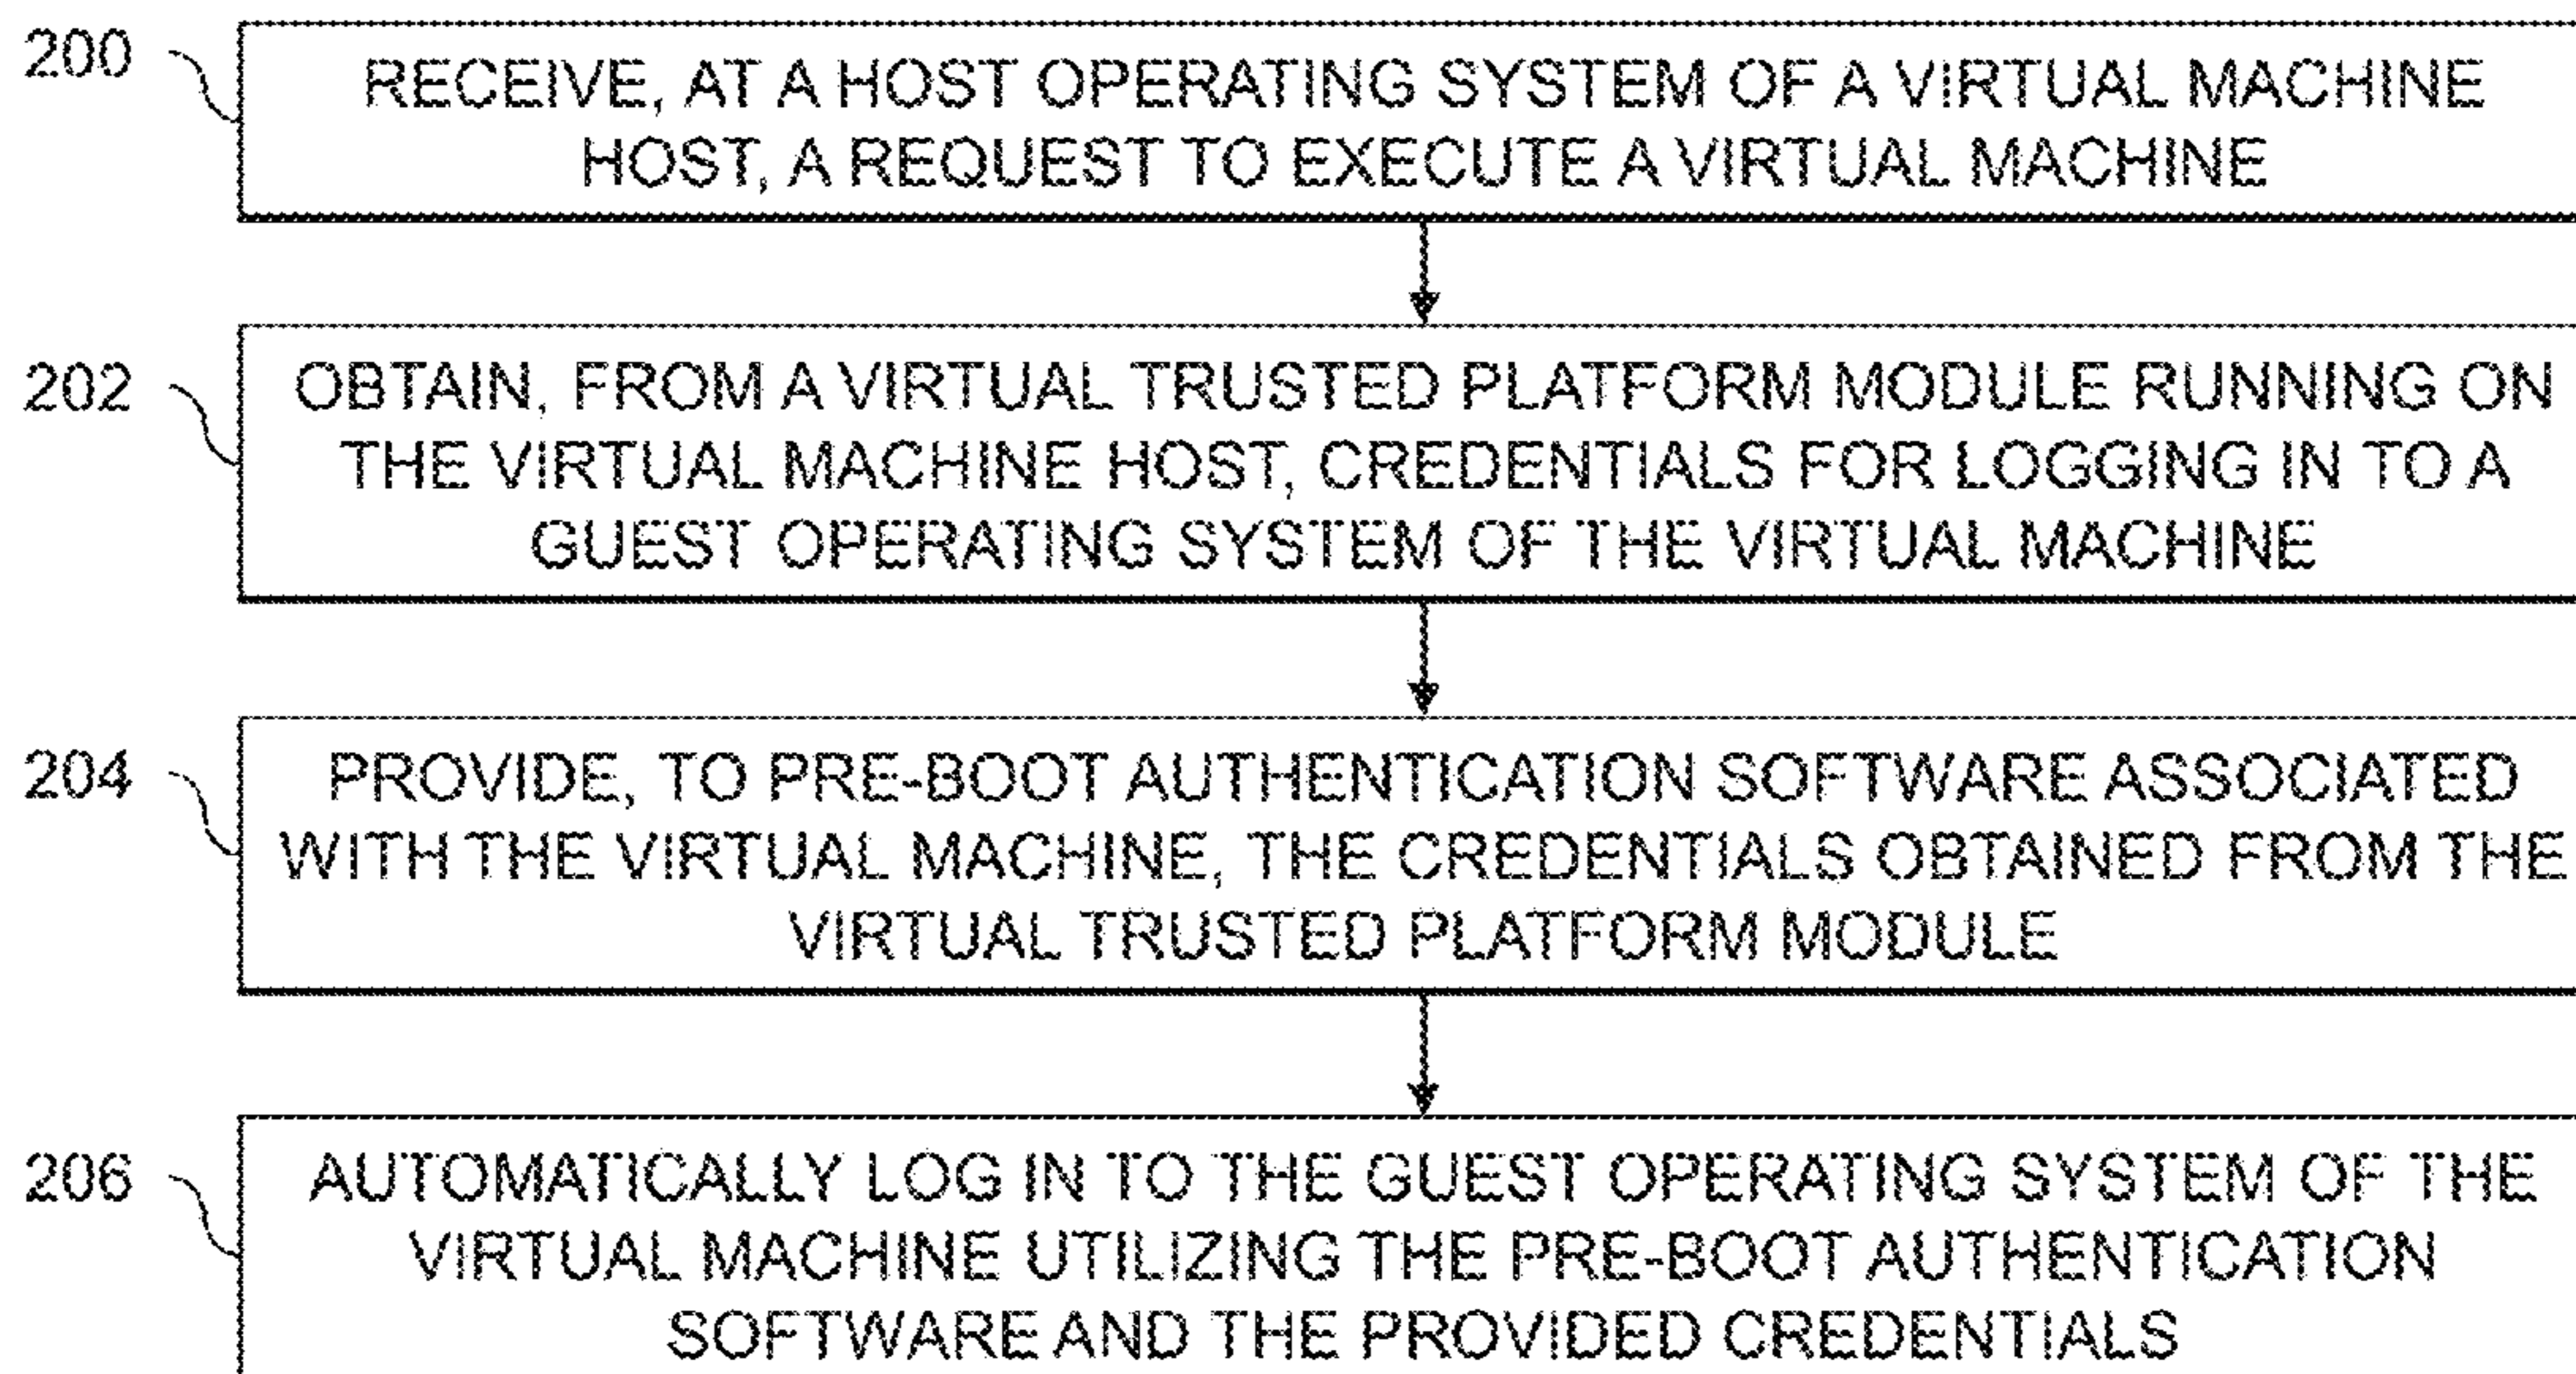 200
RECEIVE, AT A HOST OPERATING SYSTEM OF A VIRTUAL MACHINE
HOST, A REQUEST TO EXECUTE A VIRTUAL MACHINE
202
OBTAIN, FROM A VIRTUAL TRUSTED PLATFORM MODULE RUNNING ON
THE VIRTUAL MACHINE HOST, CREDENTIALS FOR LOGGING IN TO A
GUEST OPERATING SYSTEM OF THE VIRTUAL MACHINE
204
PROVIDE, TO PRE-BOOT AUTHENTICATION SOFTWARE ASSOCIATED
WITH THE VIRTUAL MACHINE, THE CREDENTIALS OBTAINED FROM THE
VIRTUAL TRUSTED PLATFORM MODULE
206
AUTOMATICALLY LOG IN TO THE GUEST OPERATING SYSTEM OF THE
VIRTUAL MACHINE UTILIZING THE PRE-BOOT AUTHENTICATION
SOFTWARE AND THE PROVIDED CREDENTIALS